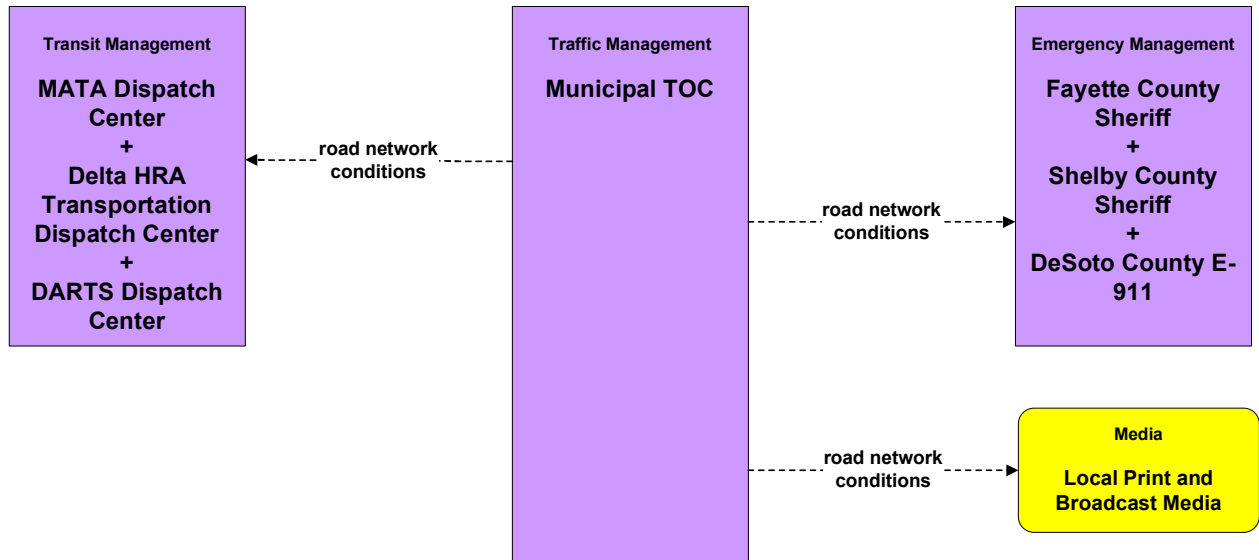 Transit Management
MATA Dispatch
Center
+
Delta HRA
Transportation
Dispatch Center
+
DARTS Dispatch
Center
road network
conditions
Traffic Management
Municipal TOC
road network
conditions
Emergency Management
Fayette County
Sheriff
+
Shelby County
Sheriff
+
DeSoto County E-
911
road network
conditions
Media
Local Print and
Broadcast Media